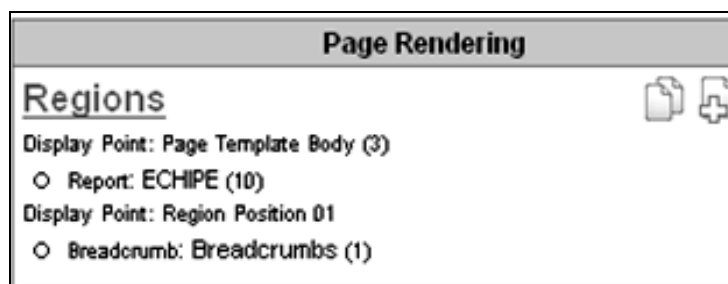 Page Rendering
Regions
Display Point: Page Template Body (3)
Report: ECHIPE (10)
Display Point: Region Position 01
Breadcrumb: Breadcrumbs (1)